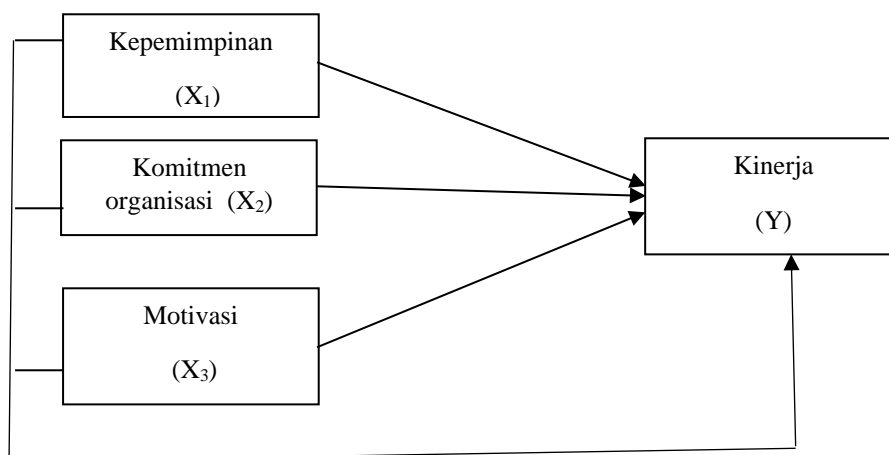 Kepemimpinan
(X₁)
Komitmen
organisasi (X₂)
Motivasi
(X₃)
Kinerja
(Y)